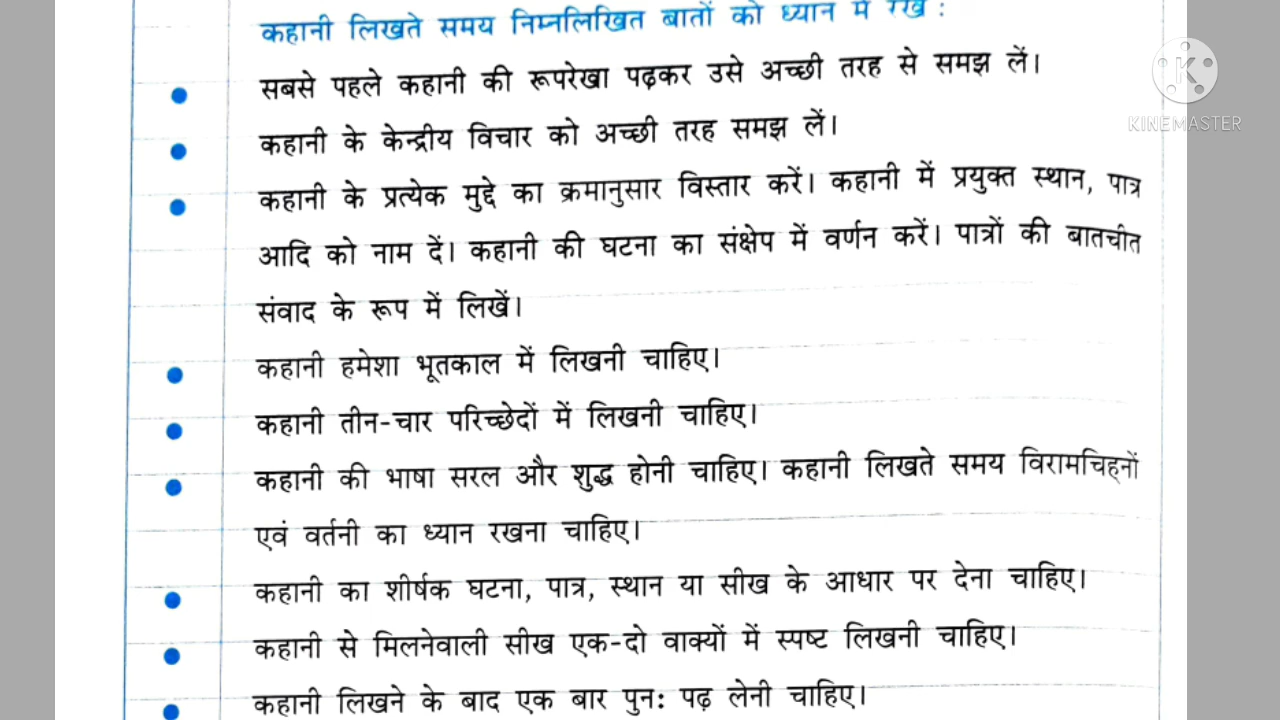 कहानी लिखते समय निम्नलिखित बातों को ध्यान में रखें :
सबसे पहले कहानी की रूपरेखा पढ़कर उसे अच्छी तरह से समझ लें।
कहानी के केन्द्रीय विचार को अच्छी तरह समझ लें।
कहानी के प्रत्येक मुद्दे का क्रमानुसार विस्तार करें। कहानी में प्रयुक्त स्थान, पात्र
आदि को नाम दें। कहानी की घटना का संक्षेप में वर्णन करें। पात्रों की बातचीत
संवाद के रूप में लिखें।
कहानी हमेशा भूतकाल में लिखनी चाहिए।
कहानी तीन-चार परिच्छेदों में लिखनी चाहिए।
कहानी की भाषा सरल और शुद्ध होनी चाहिए। कहानी लिखते समय विरामचिह्नों
एवं वर्तनी का ध्यान रखना चाहिए।
कहानी का शीर्षक घटना, पात्र, स्थान या सीख के आधार पर देना चाहिए।
कहानी से मिलनेवाली सीख एक-दो वाक्यों में स्पष्ट लिखनी चाहिए।
कहानी लिखने के बाद एक बार पुनः पढ़ लेनी चाहिए।
K
KINEMASTER